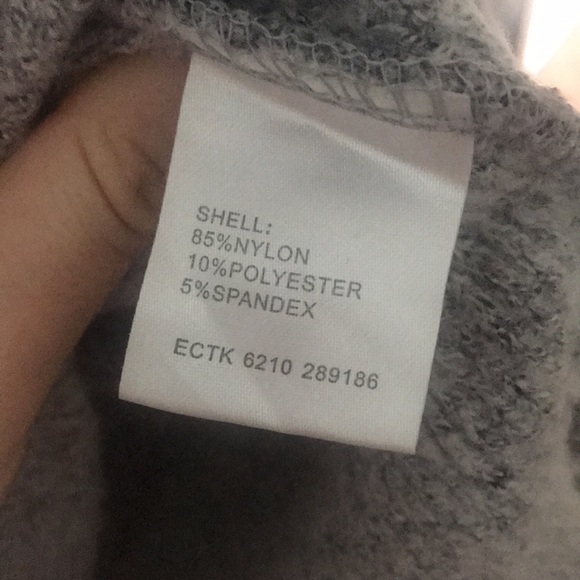 SHELL:
85%NYLON
10%POLYESTER
5%SPANDEX
ECTK 6210 289186